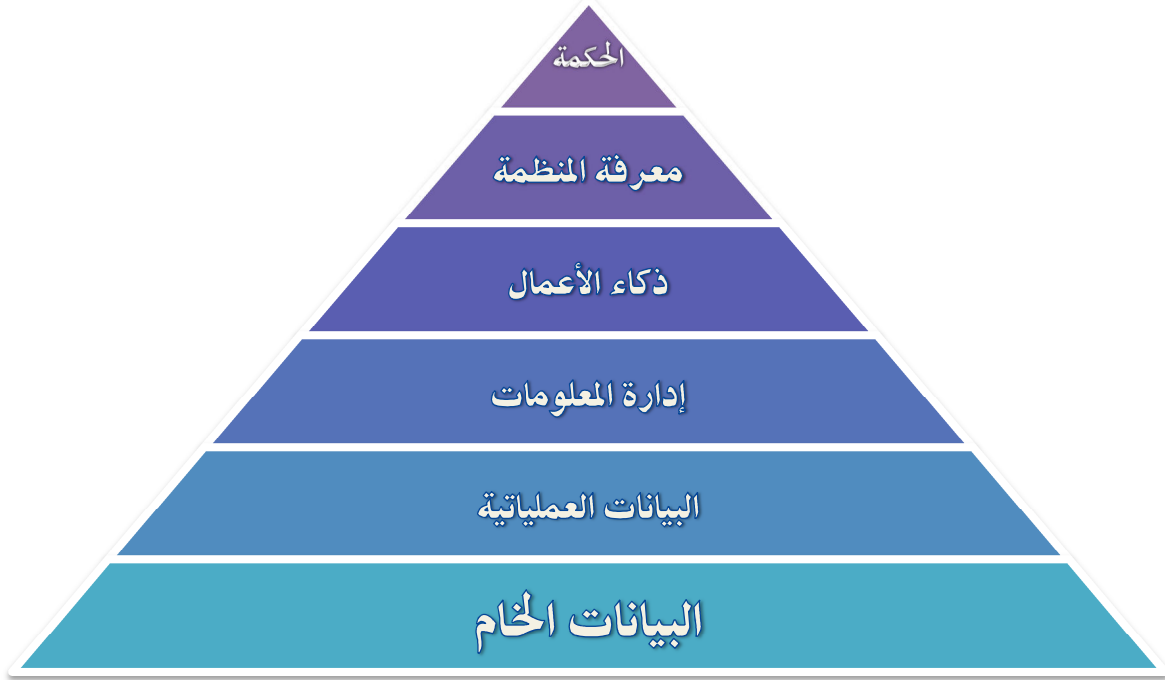 الحكمة
معرفة المنظمة
ذكاء الأعمال
إدارة المعلومات
البيانات العملياتية
البيانات الخام